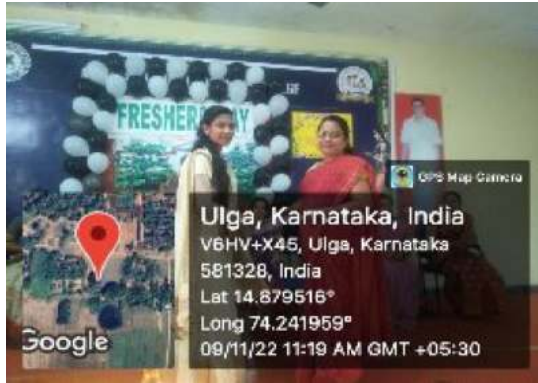 FRESHER DAY
GPS Map Camera
Ulga, Karnataka, India
V6HV+X45, Ulga, Karnataka
581328, India
Lat 14.879516°
Long 74.241959°
09/11/22 11:19 AM GMT +05:30
Google